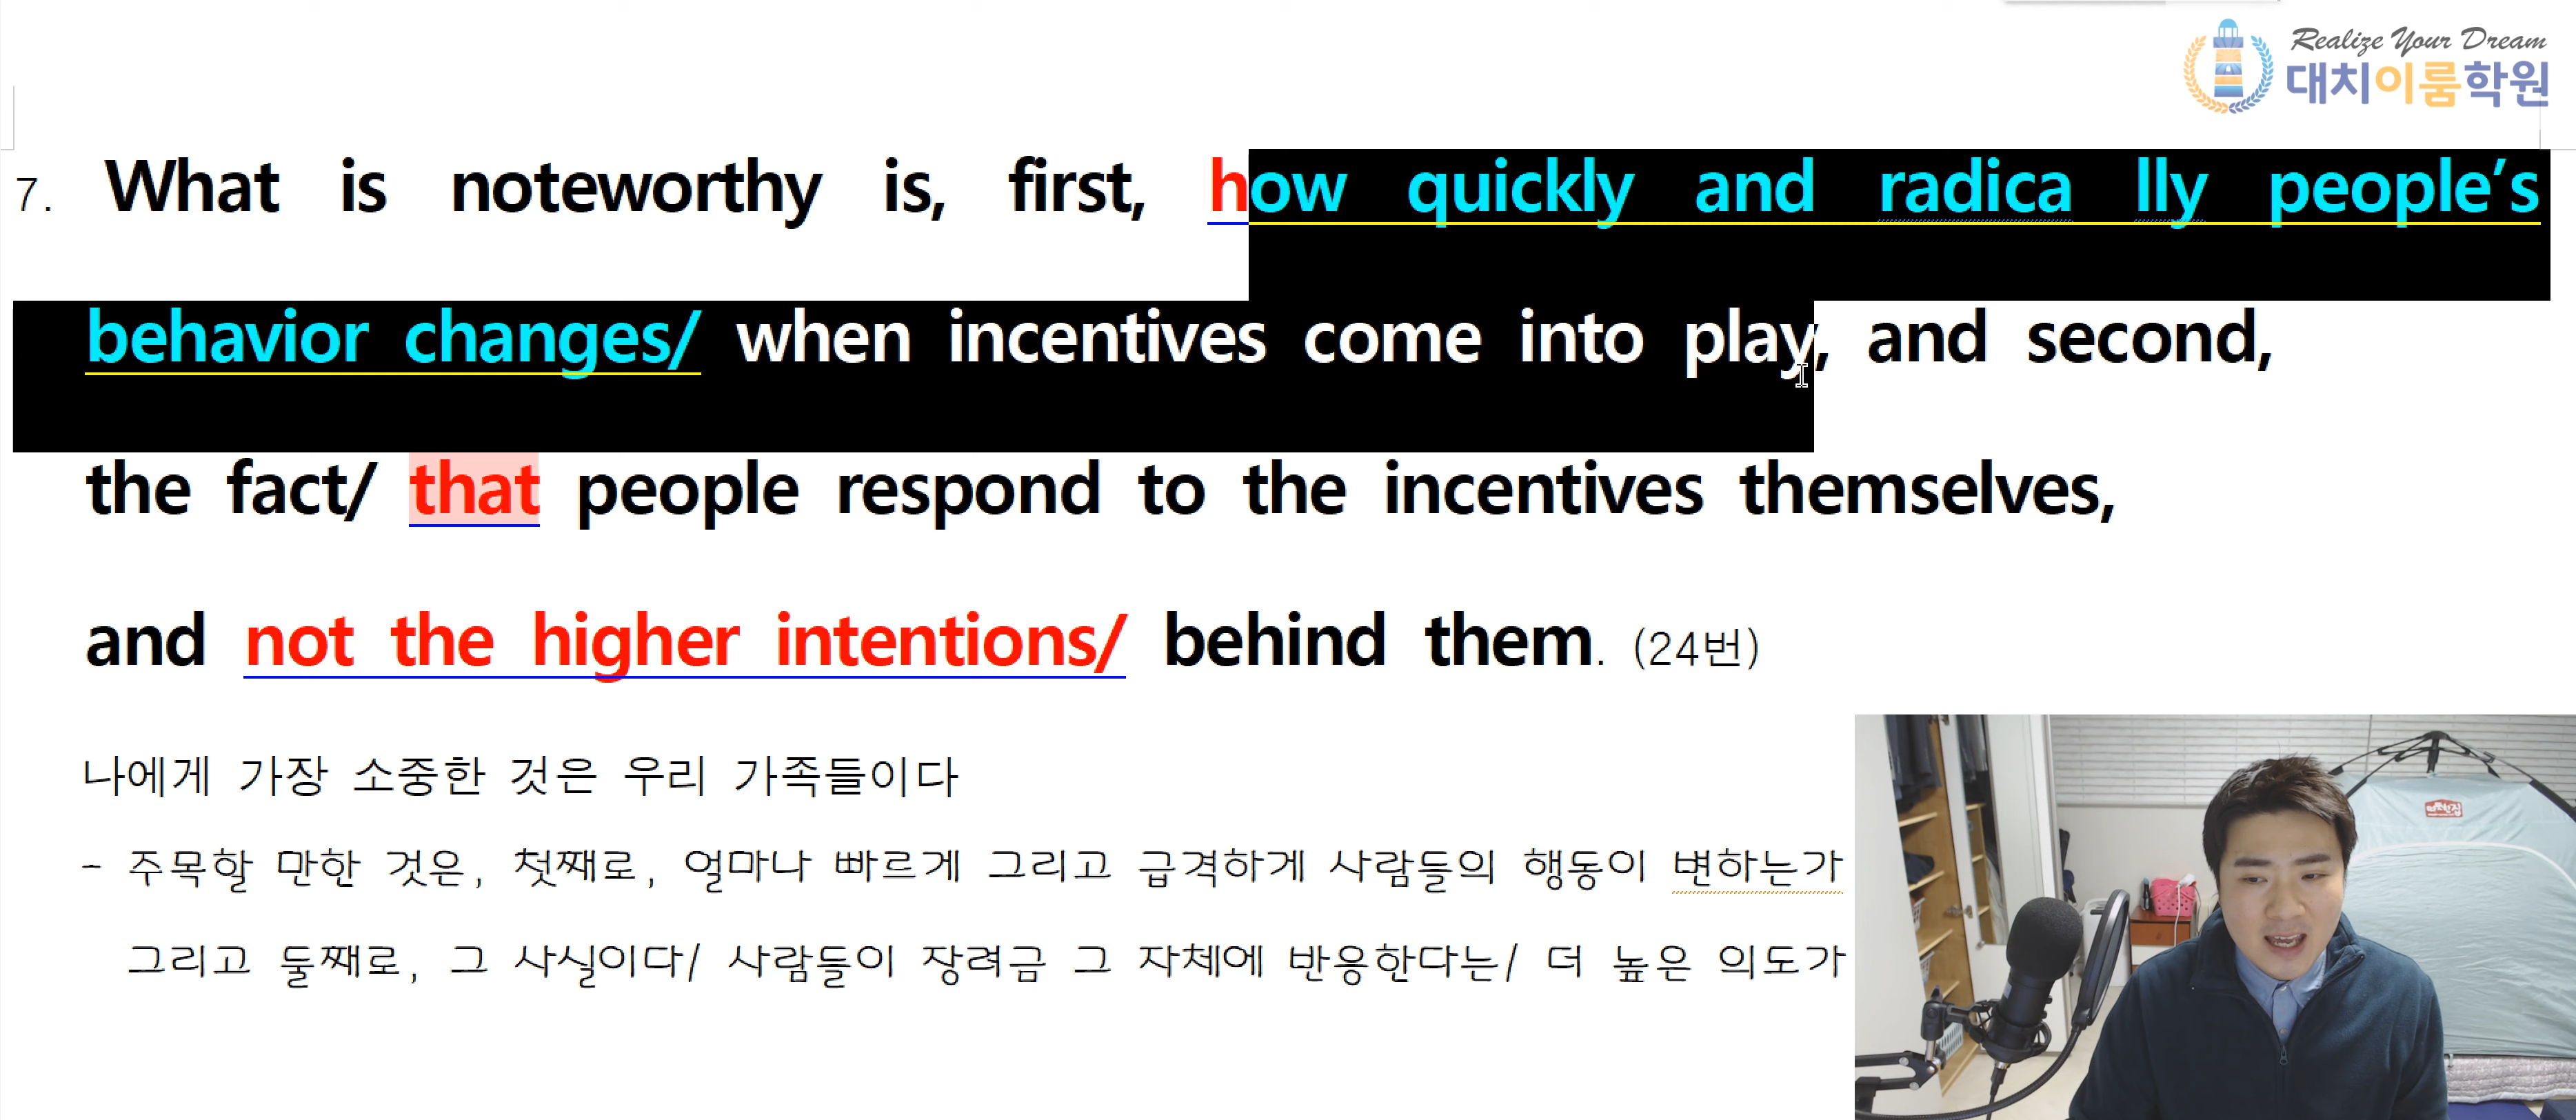 Realize Your Dream
대치이룸학원
7. What is noteworthy is, first, how quickly and radica lly people's
behavior changes/ when incentives come into play, and second,
the fact/ that people respond to the incentives themselves,
and not the higher intentions/ behind them. (24번)
나에게 가장 소중한 것은 우리 가족들이다
- 주목할 만한 것은, 첫째로, 얼마나 빠르게 그리고 급격하게 사람들의 행동이 변하는가
그리고 둘째로, 그 사실이다/ 사람들이 장려금 그 자체에 반응한다는/ 더 높은 의도가